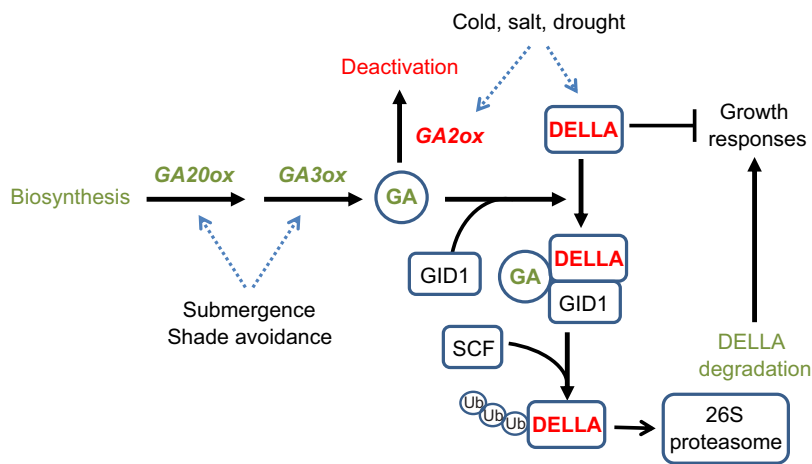 Cold, salt, drought
Deactivation
GA2ox
DELLA
Growth
responses
Biosynthesis
GA20ox
GA3ox
GA
GID1
DELLA
GA
GID1
Submergence
Shade avoidance
SCF
DELLA
degradation
Ub
Ub
Ub
DELLA
26S
proteasome